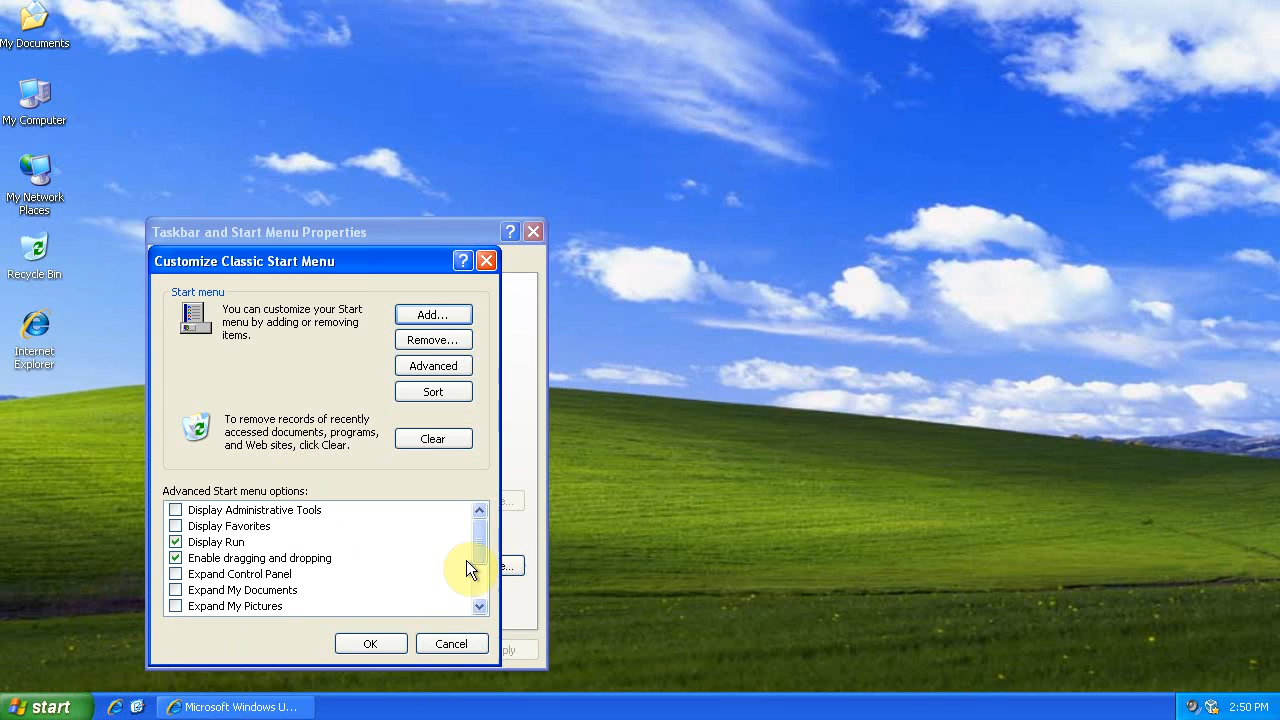 My Documents
My Computer
My Network
Places
Recycle Bin
Internet
Explorer
Taskbar and Start Menu Properties
Customize Classic Start Menu
Start menu
You can customize your Start
menu by adding or removing
items.
Add...
Remove...
Advanced
Sort
To remove records of recently
accessed documents, programs,
and Web sites, click Clear.
Clear
Advanced Start menu options:
Display Administrative Tools
Display Favorites
Display Run
Enable dragging and dropping
Expand Control Panel
Expand My Documents
Expand My Pictures
OK
Cancel
start
Microsoft Windows U...
2:50 PM